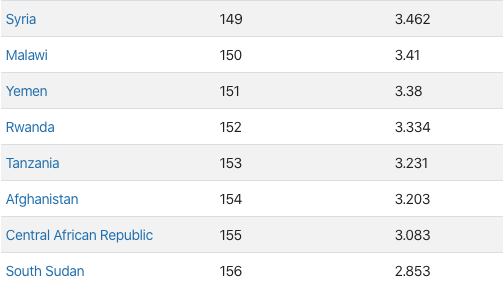 Syria 149 3.462
Malawi 150 3.41
Yemen 151 3.38
Rwanda 152 3.334
Tanzania 153 3.231
Afghanistan 154 3.203
Central African Republic 155 3.083
South Sudan 156 2.853